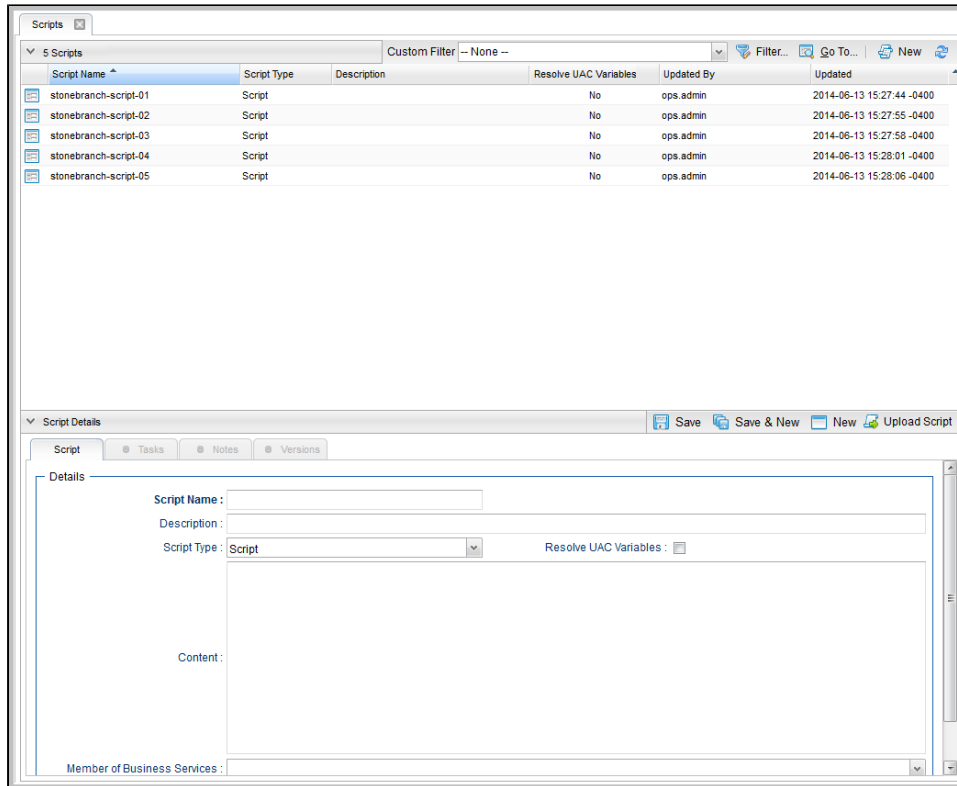 Scripts
5 Scripts Custom Filter -- None -- Filter... Go To... New
Script Name Script Type Description Resolve UAC Variables Updated By Updated
stonebranch-script-01 Script No ops.admin 2014-06-13 15:27:44 -0400
stonebranch-script-02 Script No ops.admin 2014-06-13 15:27:55 -0400
stonebranch-script-03 Script No ops.admin 2014-06-13 15:27:58 -0400
stonebranch-script-04 Script No ops.admin 2014-06-13 15:28:01 -0400
stonebranch-script-05 Script No ops.admin 2014-06-13 15:28:06 -0400
Script Details Save Save & New New Upload Script
Script Tasks Notes Versions
Details
Script Name :
Description :
Script Type : Script Resolve UAC Variables :
Content :
Member of Business Services :